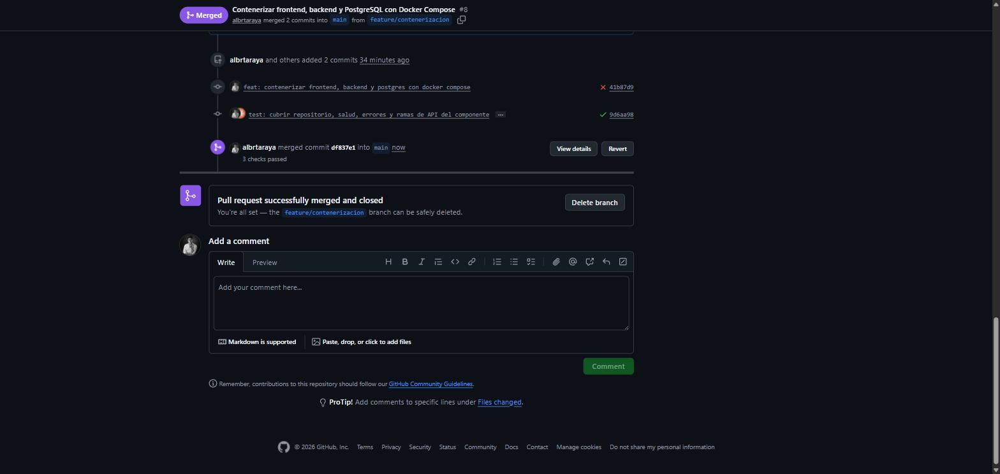 Merged
Contenerizar frontend, backend y PostgreSQL con Docker Compose #8
albrtaraya merged 2 commits into main from feature/contenerizacion
albrtaraya and others added 2 commits 34 minutes ago
feat: contenerizar frontend, backend y postgres con docker compose 41b87d9
test: cubrir repositorio, salud, errores y ramas de API del componente ... 9d6aa98
albrtaraya merged commit df837e1 into main now
View details Revert
3 checks passed
Pull request successfully merged and closed
Delete branch
You're all set — the feature/contenerizacion branch can be safely deleted.
Add a comment
Write Preview
Add your comment here...
Markdown is supported Paste, drop, or click to add files
Comment
Remember, contributions to this repository should follow our GitHub Community Guidelines.
ProTip! Add comments to specific lines under Files changed.
© 2026 GitHub, Inc. Terms Privacy Security Status Community Docs Contact Manage cookies Do not share my personal information